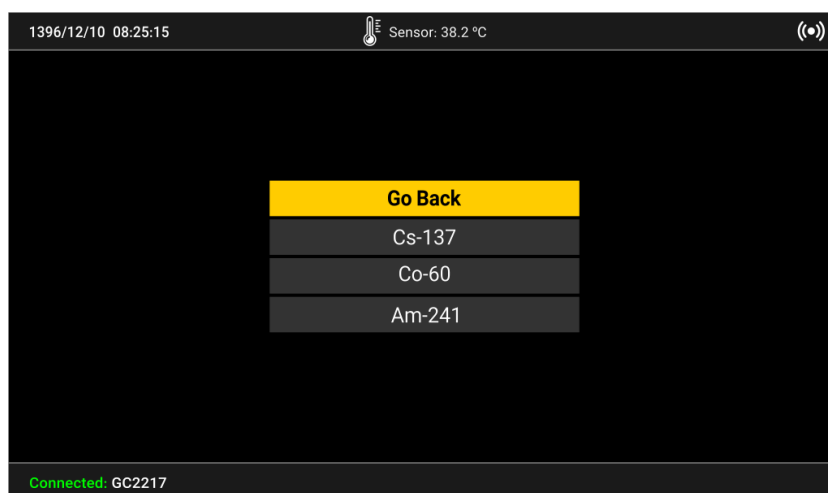 1396/12/10 08:25:15
Sensor: 38.2 ºC
Go Back
Cs-137
Co-60
Am-241
Connected: GC2217